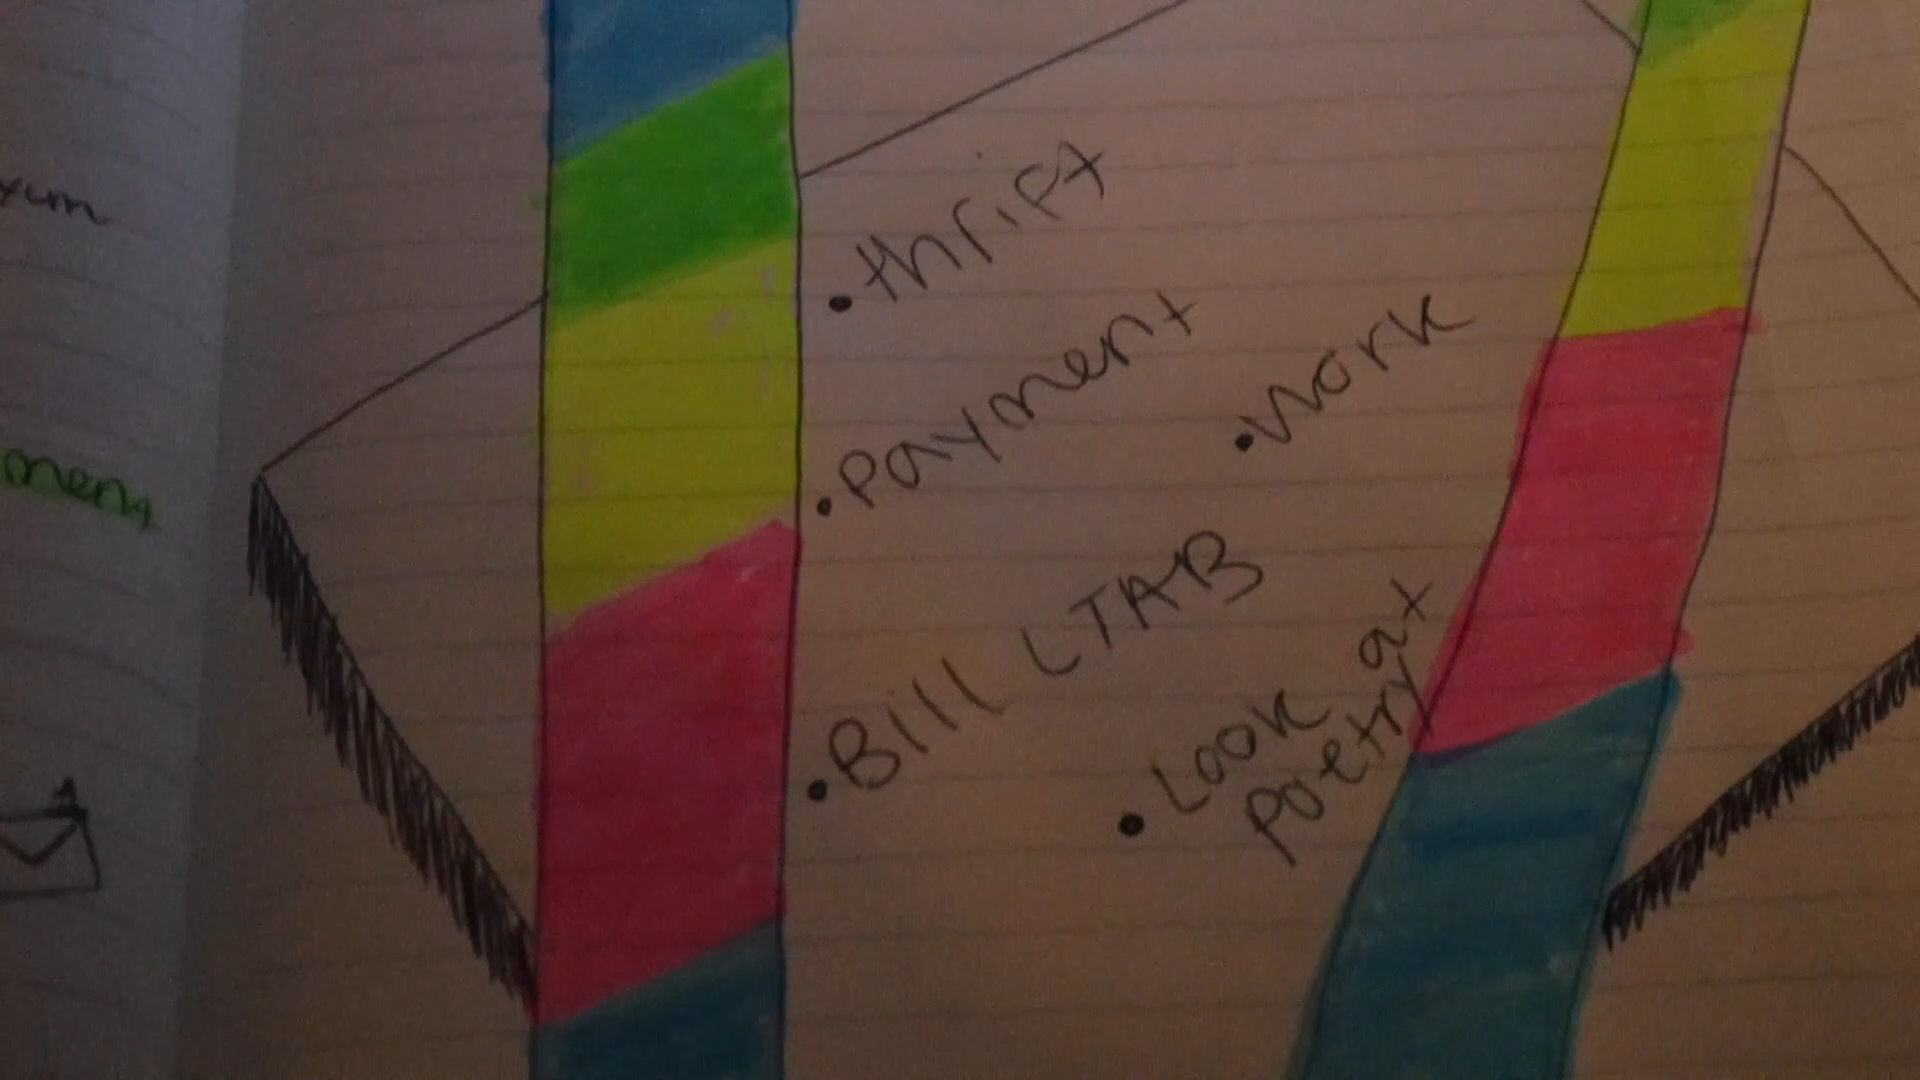 • thrift
• Payment
• Work
• Bill LTAB
• Look at
Poetry